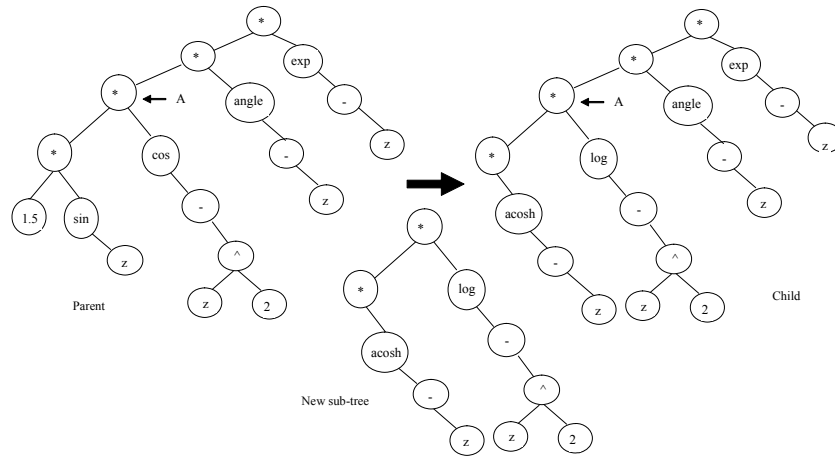 *
*
exp
*
A
angle
-
*
cos
-
z
1.5
sin
-
z
z
^
z
2
Parent
*
*
exp
*
A
angle
-
*
log
-
z
acosh
-
z
-
^
z
z
2
Child
*
*
log
acosh
-
-
^
z
z
2
New sub-tree